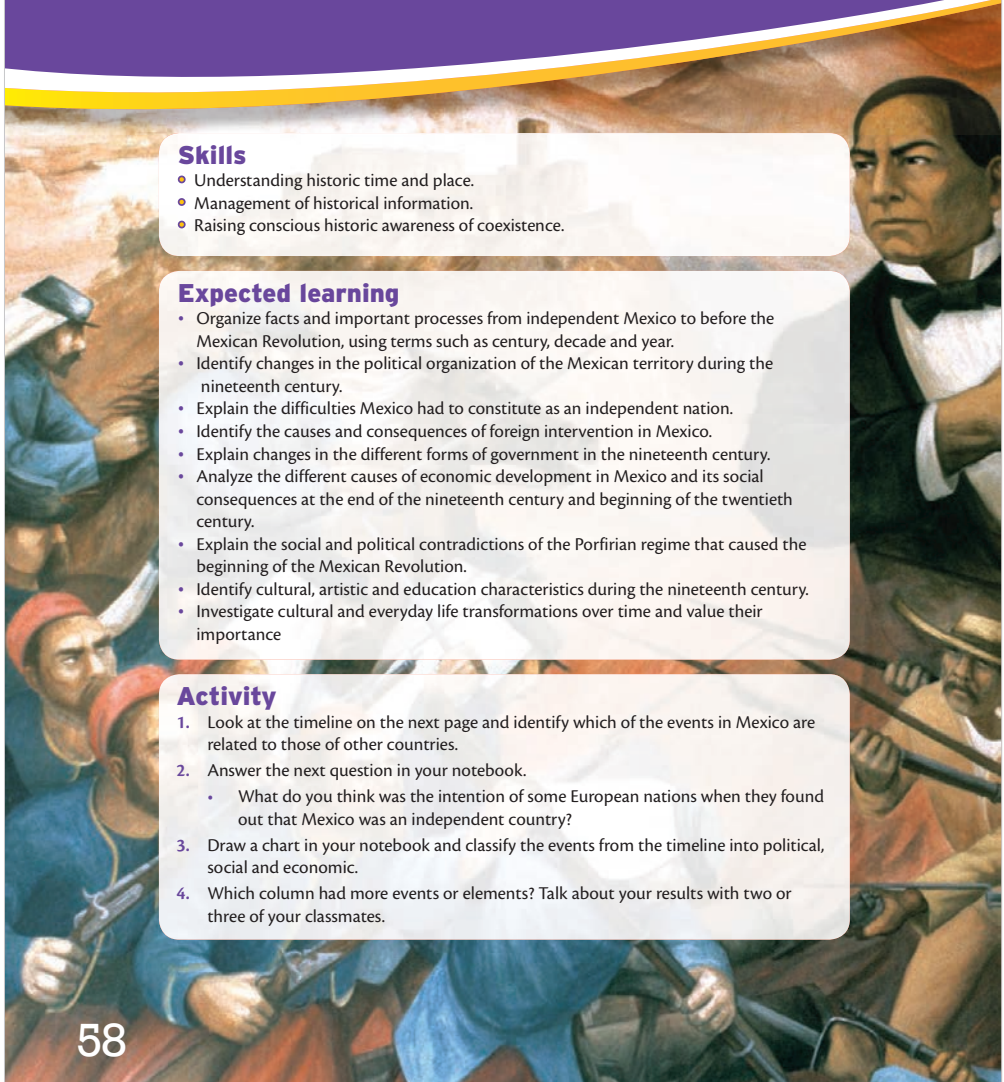 Skills
Understanding historic time and place.
Management of historical information.
Raising conscious historic awareness of coexistence.
Expected learning
• Organize facts and important processes from independent Mexico to before the
Mexican Revolution, using terms such as century, decade and year.
• Identify changes in the political organization of the Mexican territory during the
nineteenth century.
• Explain the difficulties Mexico had to constitute as an independent nation.
• Identify the causes and consequences of foreign intervention in Mexico.
• Explain changes in the different forms of government in the nineteenth century.
• Analyze the different causes of economic development in Mexico and its social
consequences at the end of the nineteenth century and beginning of the twentieth
century.
• Explain the social and political contradictions of the Porfirian regime that caused the
beginning of the Mexican Revolution.
• Identify cultural, artistic and education characteristics during the nineteenth century.
• Investigate cultural and everyday life transformations over time and value their
importance
Activity
1. Look at the timeline on the next page and identify which of the events in Mexico are
related to those of other countries.
2. Answer the next question in your notebook.
• What do you think was the intention of some European nations when they found
out that Mexico was an independent country?
3. Draw a chart in your notebook and classify the events from the timeline into political,
social and economic.
4. Which column had more events or elements? Talk about your results with two or
three of your classmates.
58